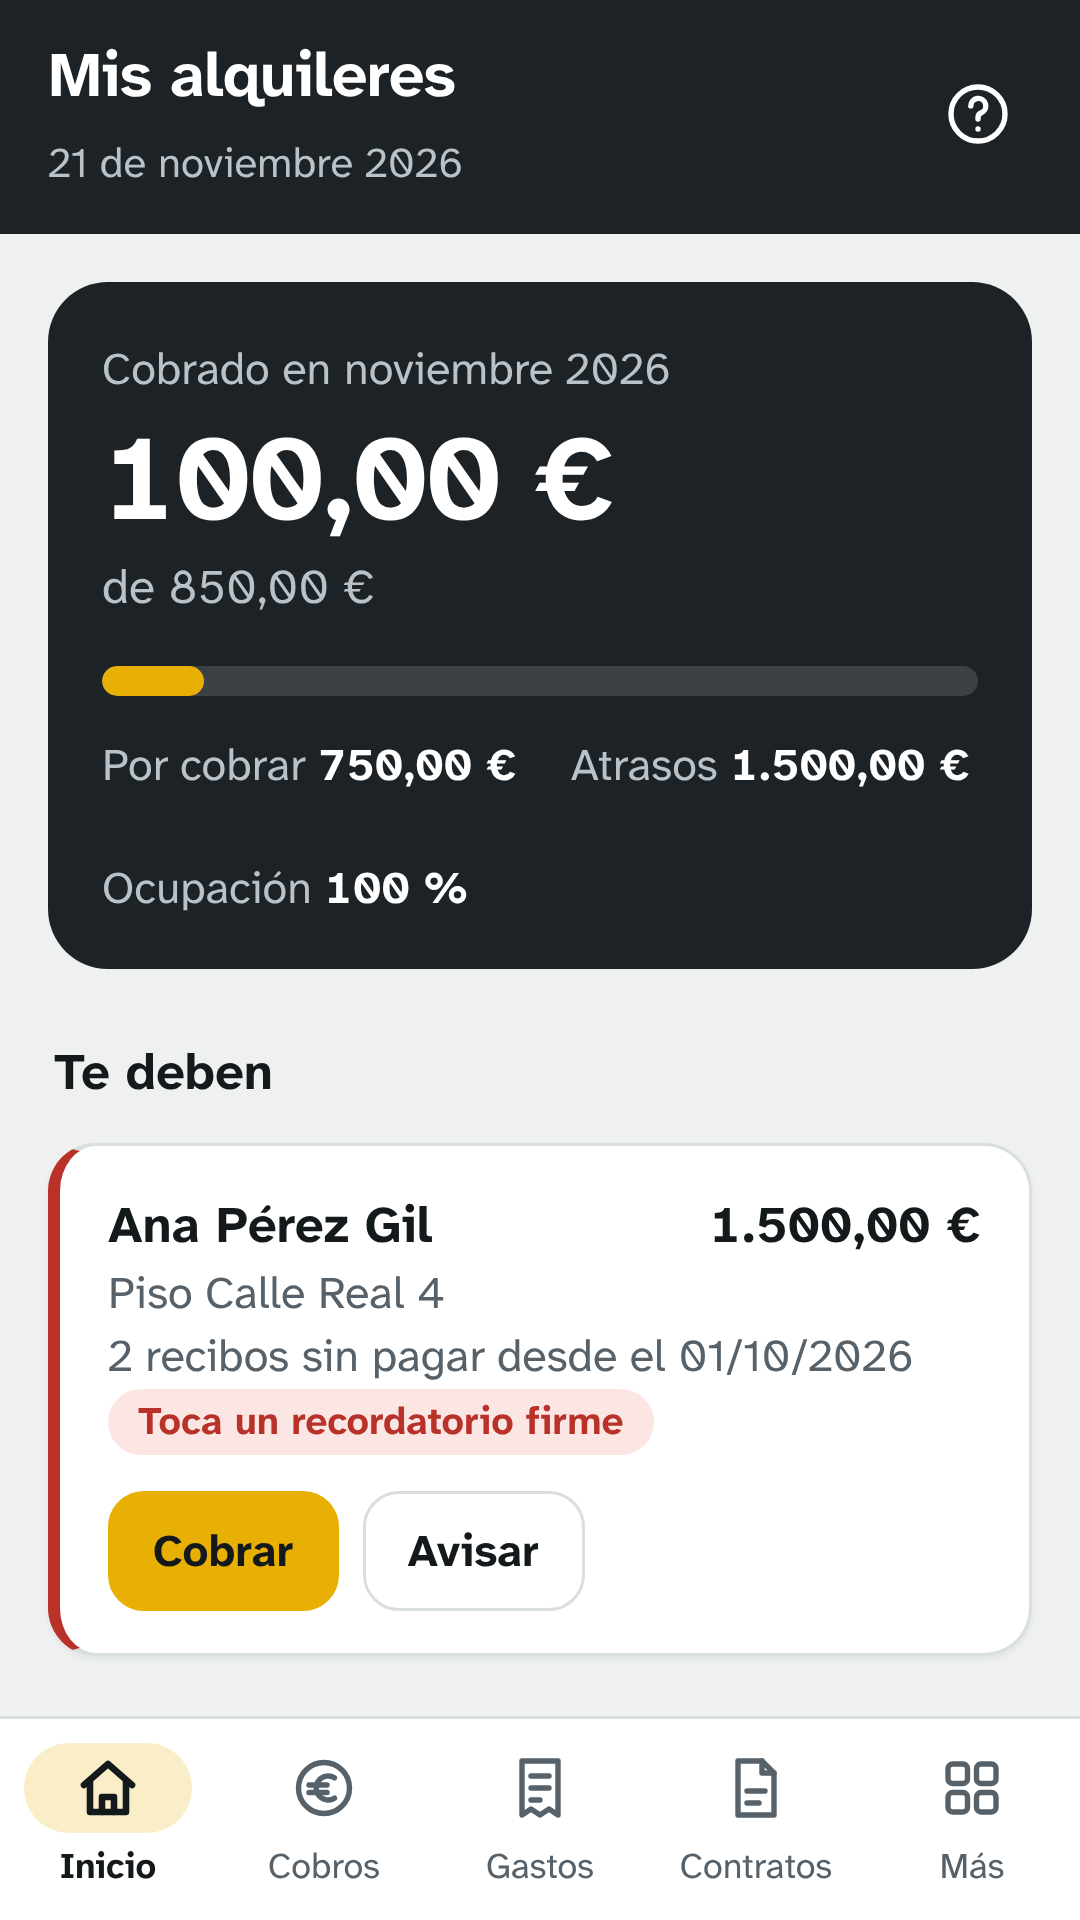 Mis alquileres
21 de noviembre 2026
Cobrado en noviembre 2026
100,00 €
de 850,00 €
Por cobrar 750,00 € Atrasos 1.500,00 €
Ocupación 100 %
Te deben
Ana Pérez Gil 1.500,00 €
Piso Calle Real 4
2 recibos sin pagar desde el 01/10/2026
Toca un recordatorio firme
Cobrar Avisar
Inicio Cobros Gastos Contratos Más